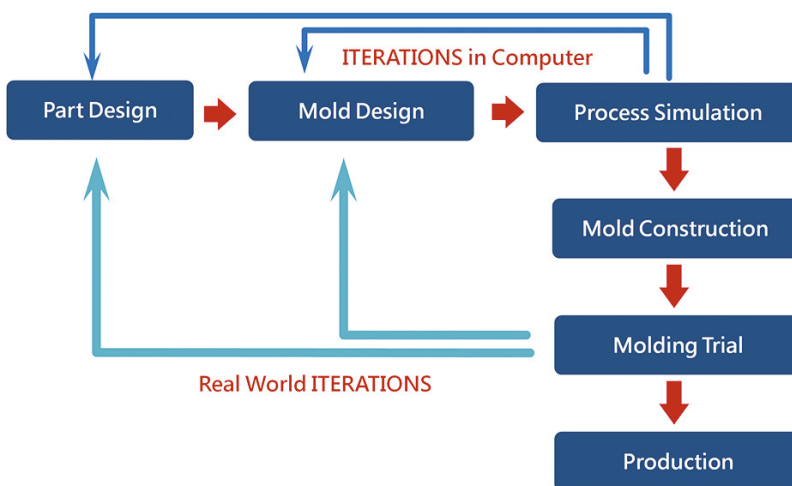 ITERATIONS in Computer
Part Design
Mold Design
Process Simulation
Mold Construction
Molding Trial
Real World ITERATIONS
Production